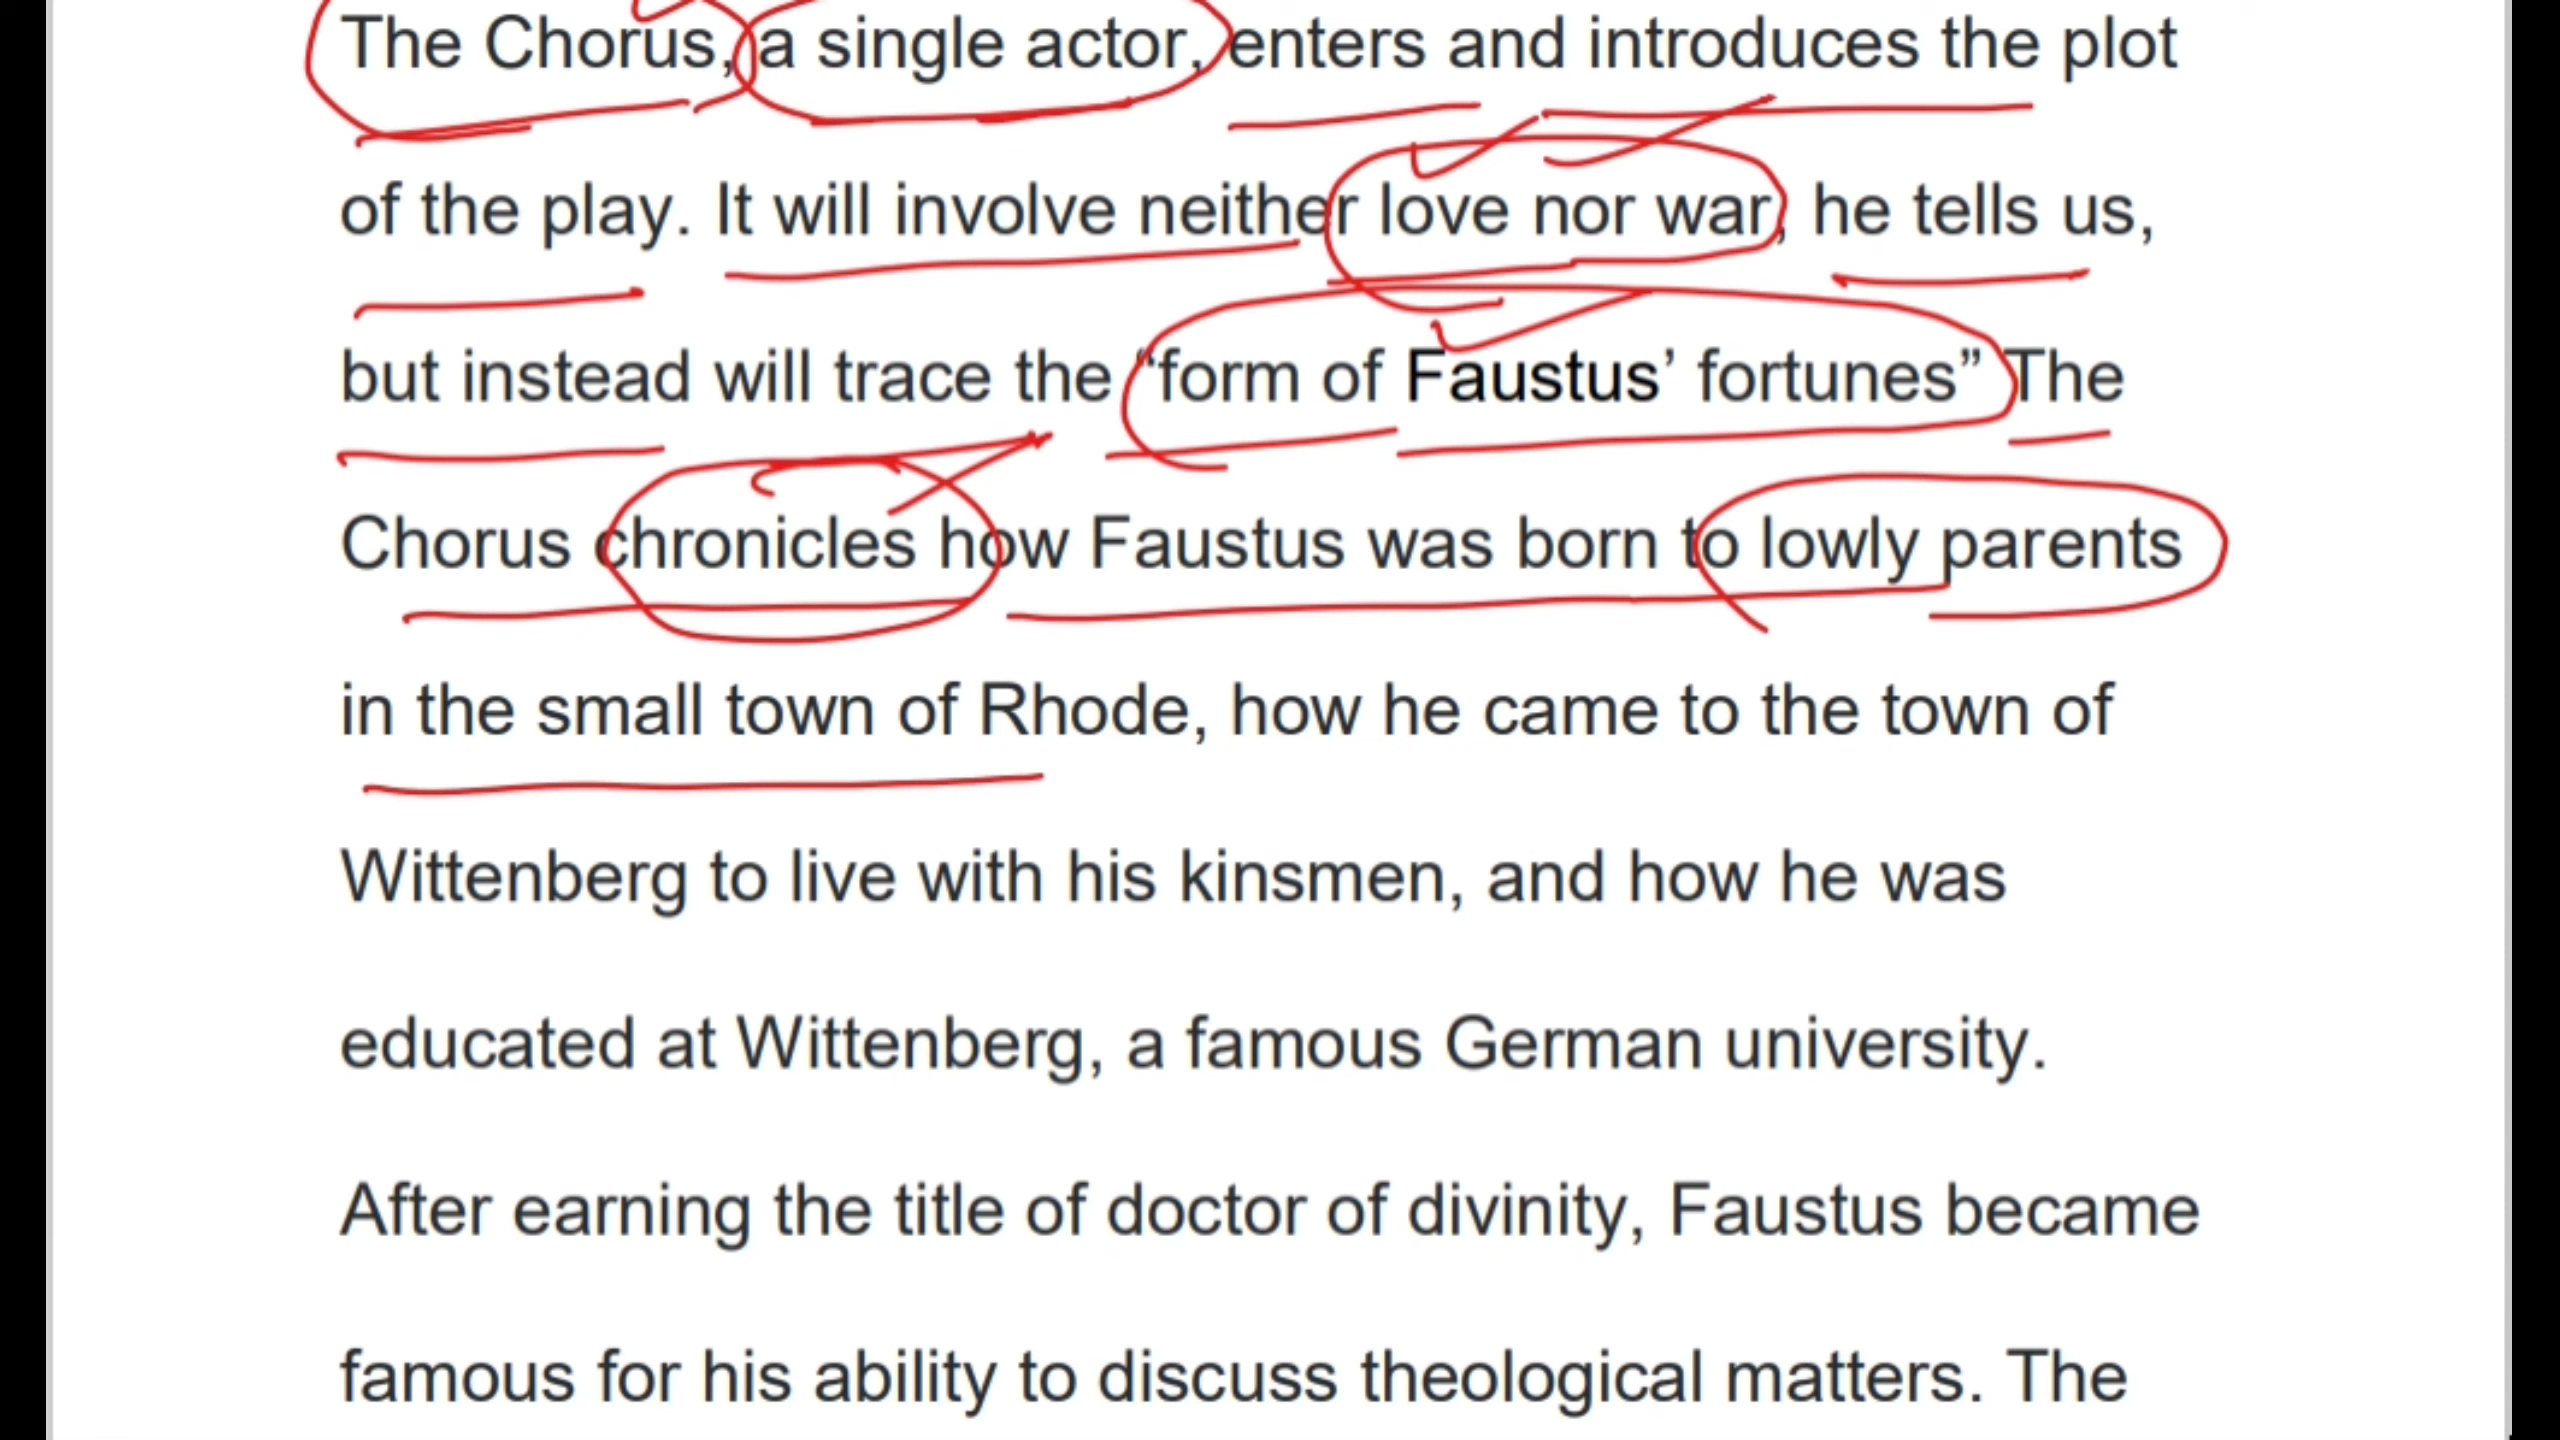 The Chorus, a single actor, enters and introduces the plot
of the play. It will involve neither love nor war, he tells us,
but instead will trace the “form of Faustus’ fortunes” The
Chorus chronicles how Faustus was born to lowly parents
in the small town of Rhode, how he came to the town of
Wittenberg to live with his kinsmen, and how he was
educated at Wittenberg, a famous German university.
After earning the title of doctor of divinity, Faustus became
famous for his ability to discuss theological matters. The